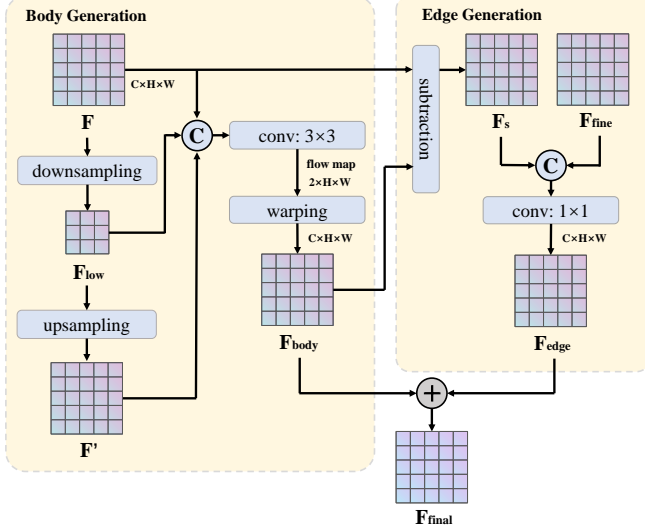 Body Generation
Edge Generation
C×H×W
F
downsampling
Flow
upsampling
F'
C
conv: 3×3
flow map
2×H×W
warping
C×H×W
Fbody
subtraction
Fs
Ffine
C
conv: 1×1
C×H×W
Fedge
+
Ffinal